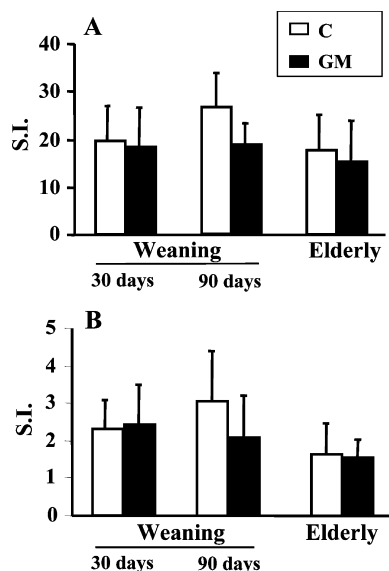 A
C
GM
S.I.
40
30
20
10
0
Weaning
Elderly
30 days
90 days
B
S.I.
5
4
3
2
1
0
Weaning
Elderly
30 days
90 days